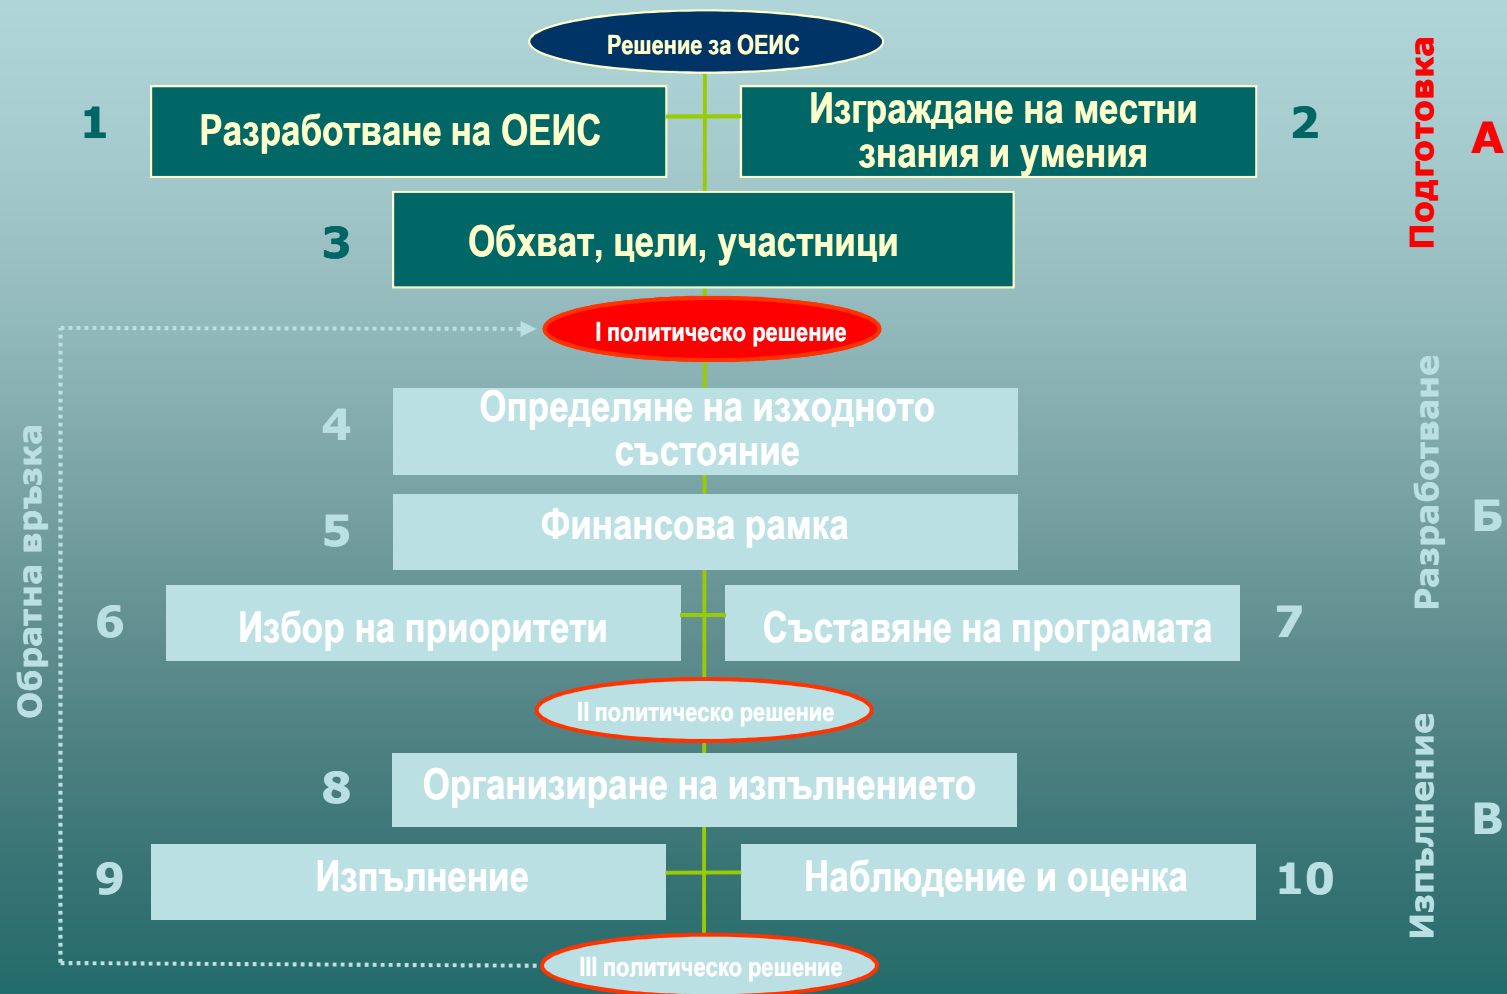 Решение за ОЕИС
1
Разработване на ОЕИС
Изграждане на местни
знания и умения
2
3
Обхват, цели, участници
Подготовка
А
I политическо решение
4
Определяне на изходното
състояние
5
Финансова рамка
6
Избор на приоритети
Съставяне на програмата
7
Разработване
Б
II политическо решение
8
Организиране на изпълнението
9
Изпълнение
Наблюдение и оценка
10
Изпълнение
В
III политическо решение
Обратна връзка